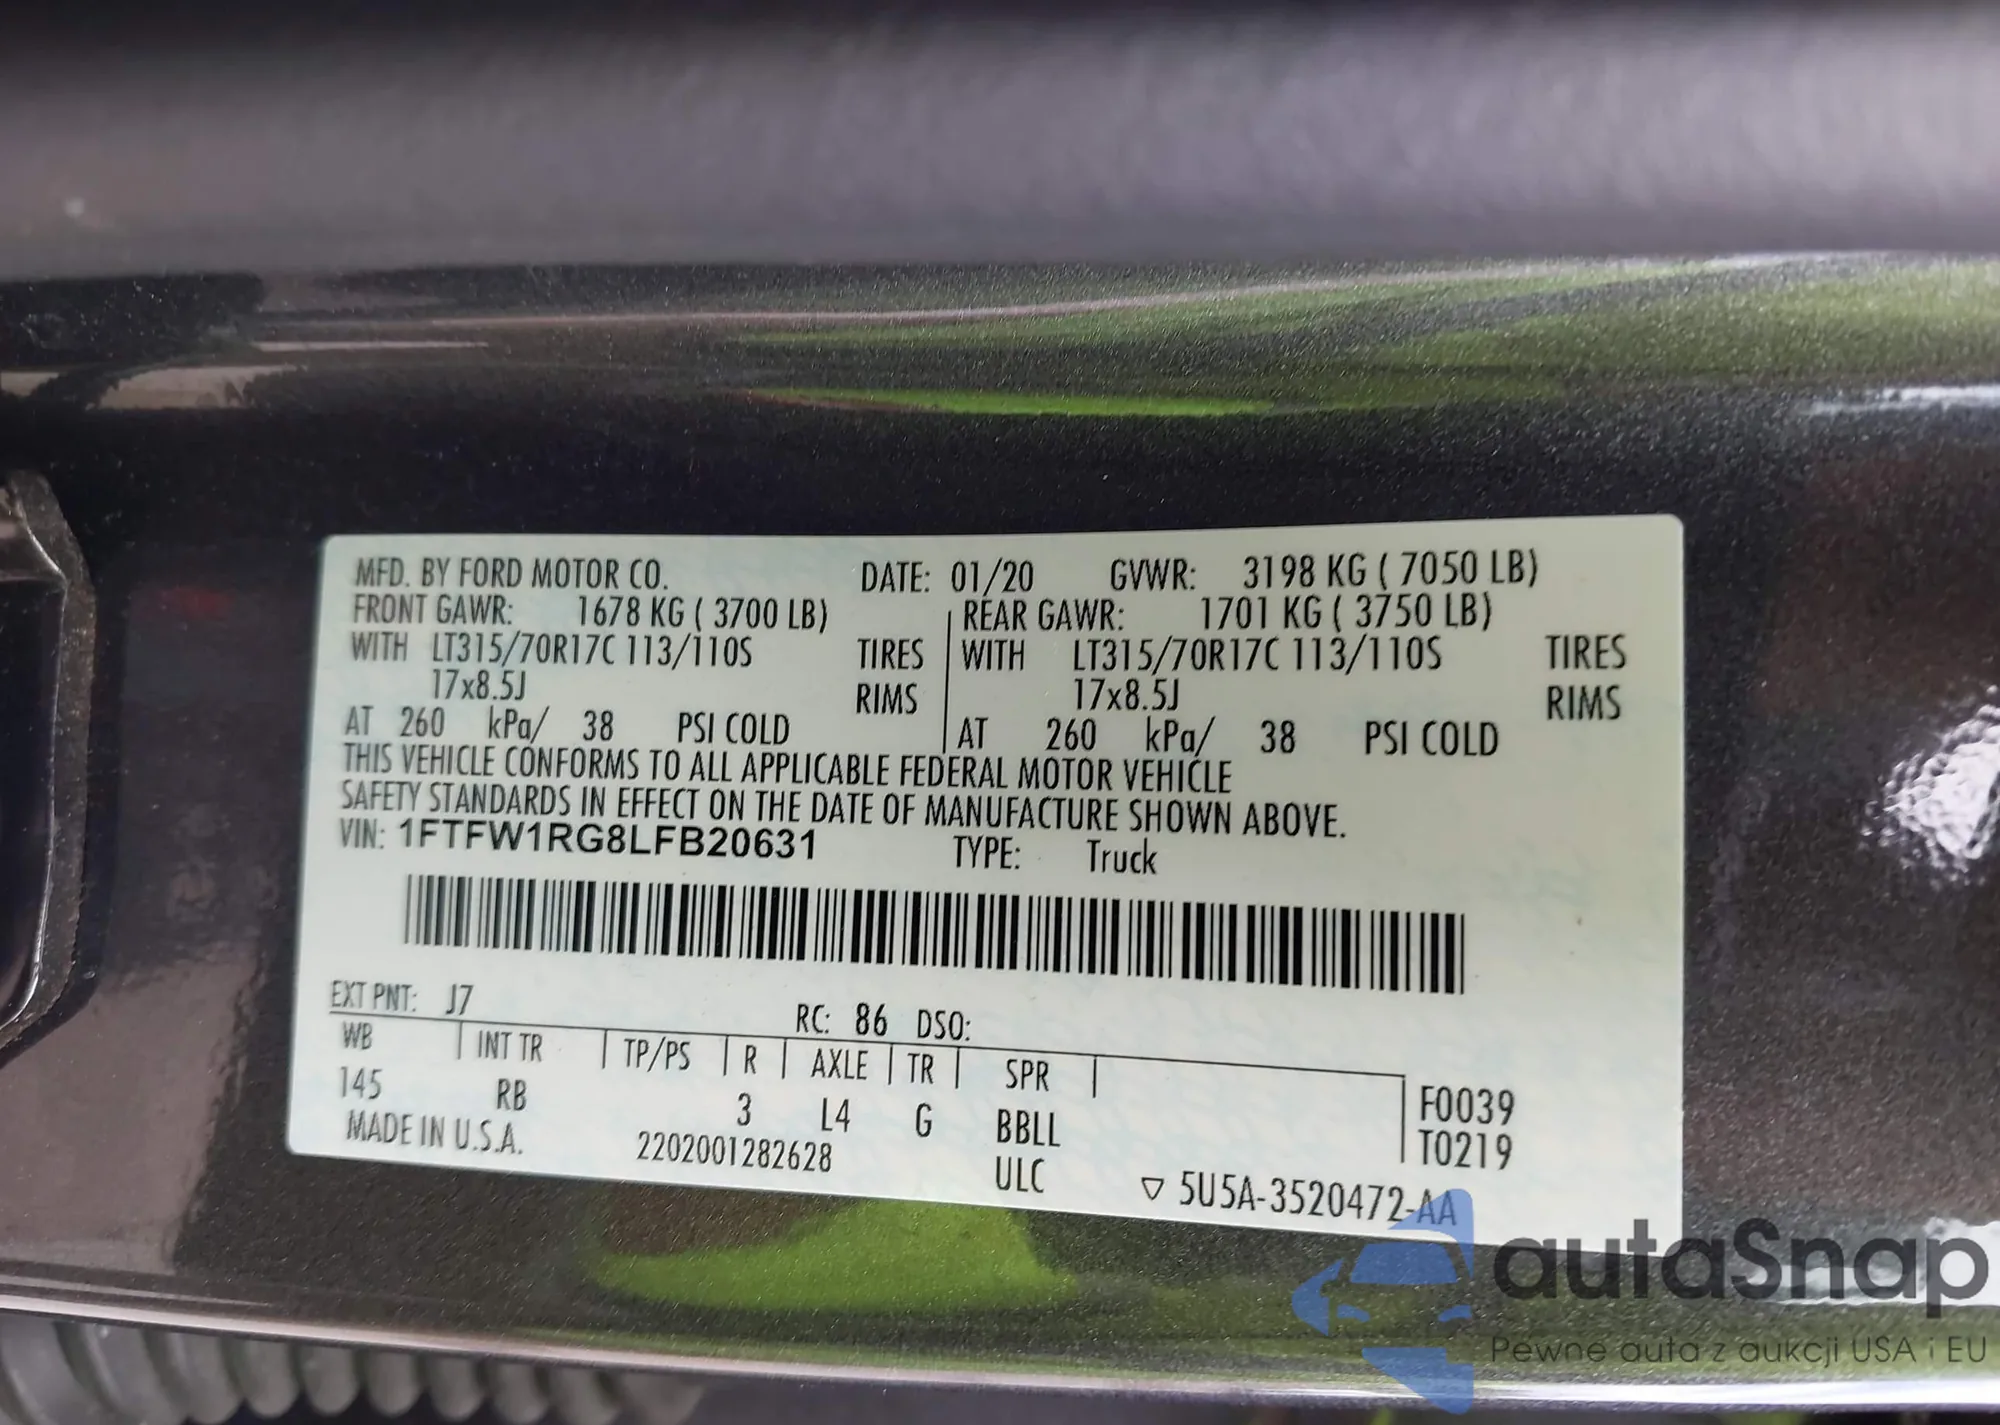 MFD. BY FORD MOTOR CO. DATE: 01/20 GVWR: 3198 KG ( 7050 LB)
FRONT GAWR: 1678 KG ( 3700 LB) REAR GAWR: 1701 KG ( 3750 LB)
WITH LT315/70R17C 113/110S TIRES WITH LT315/70R17C 113/110S TIRES
17x8.5J RIMS 17x8.5J RIMS
AT 260 kPa/ 38 PSI COLD AT 260 kPa/ 38 PSI COLD
THIS VEHICLE CONFORMS TO ALL APPLICABLE FEDERAL MOTOR VEHICLE
SAFETY STANDARDS IN EFFECT ON THE DATE OF MANUFACTURE SHOWN ABOVE.
VIN: 1FTFW1RG8LFB20631 TYPE: Truck
EXT PNT: J7 RC: 86 DSO:
WB INT TR TP/PS R AXLE TR SPR
145 RB 3 L4 G BBLL F0039
MADE IN U.S.A. 2202001282628 ULC T0219
▽ 5U5A-3520472-AA
autaSnap
Pewne auta z aukcji USA i EU